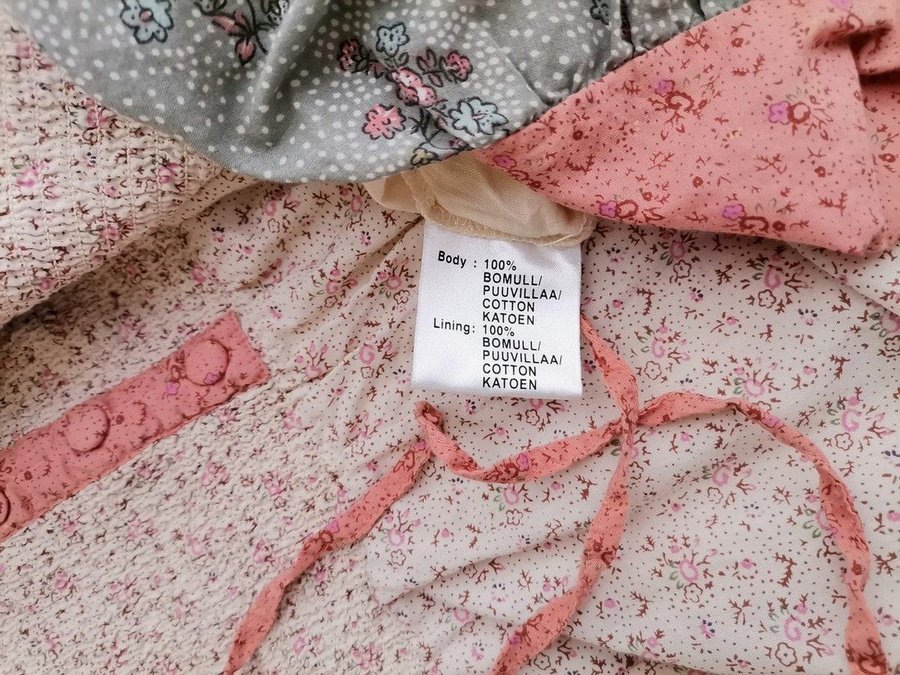 Body : 100%
BOMULL/
PUUVILLAA/
COTTON
KATOEN
Lining: 100%
BOMULL/
PUUVILLAA/
COTTON
KATOEN